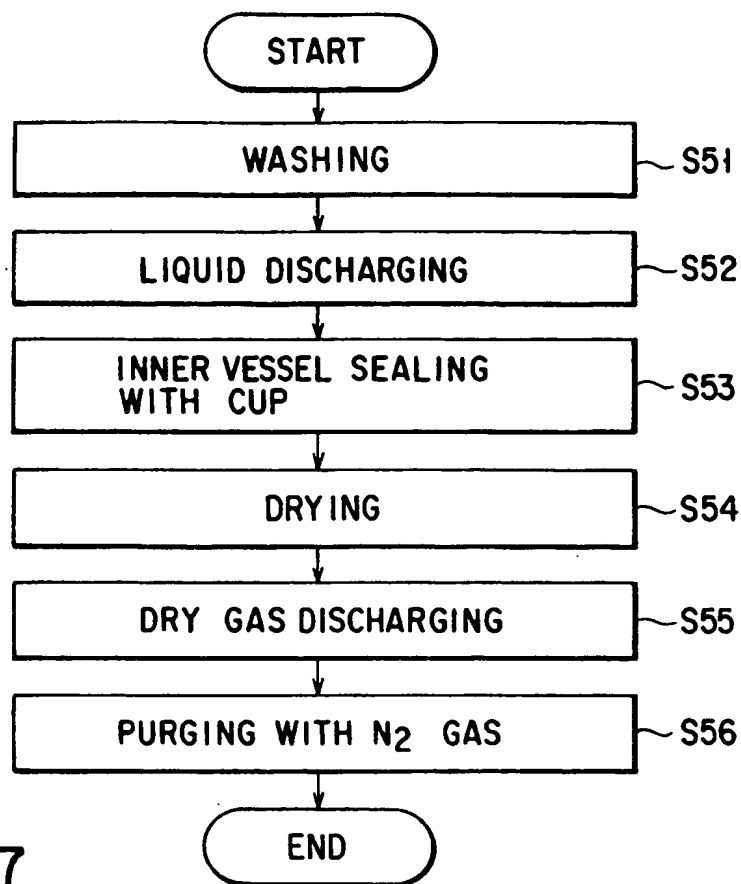 START
WASHING
S51
LIQUID DISCHARGING
S52
INNER VESSEL SEALING
WITH CUP
S53
DRYING
S54
DRY GAS DISCHARGING
S55
PURGING WITH N2 GAS
S56
END
7